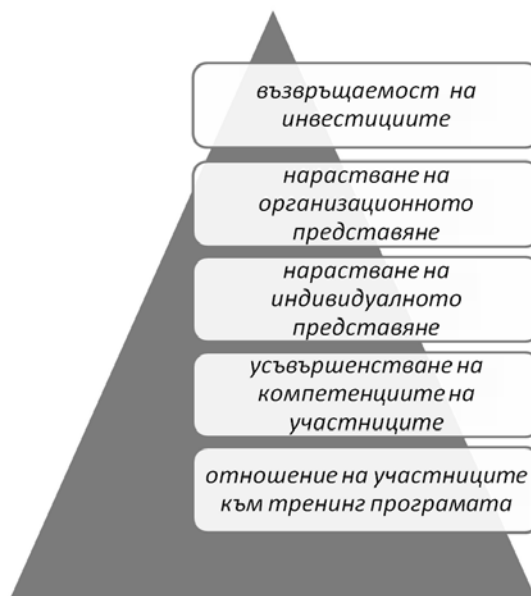 възвръщаемост на
инвестициите
нарастване на
организационното
представяне
нарастване на
индивидуалното
представяне
усъвършенстване на
компетенциите на
участниците
отношение на участниците
към тренинг програмата